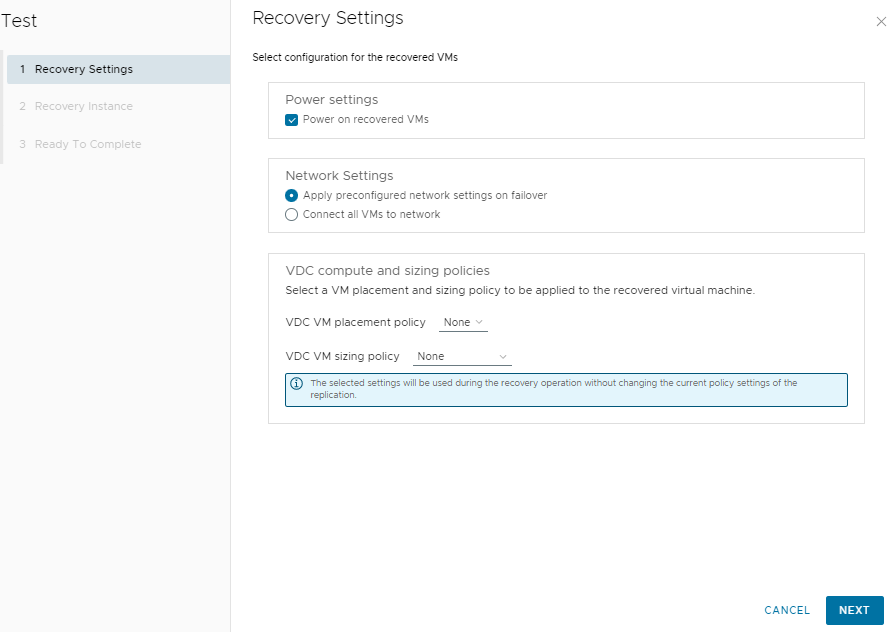 Test
1 Recovery Settings
2 Recovery Instance
3 Ready To Complete
Recovery Settings
Select configuration for the recovered VMs
Power settings
Power on recovered VMs
Network Settings
Apply preconfigured network settings on failover
Connect all VMs to network
VDC compute and sizing policies
Select a VM placement and sizing policy to be applied to the recovered virtual machine.
VDC VM placement policy None
VDC VM sizing policy None
The selected settings will be used during the recovery operation without changing the current policy settings of the
replication.
CANCEL NEXT